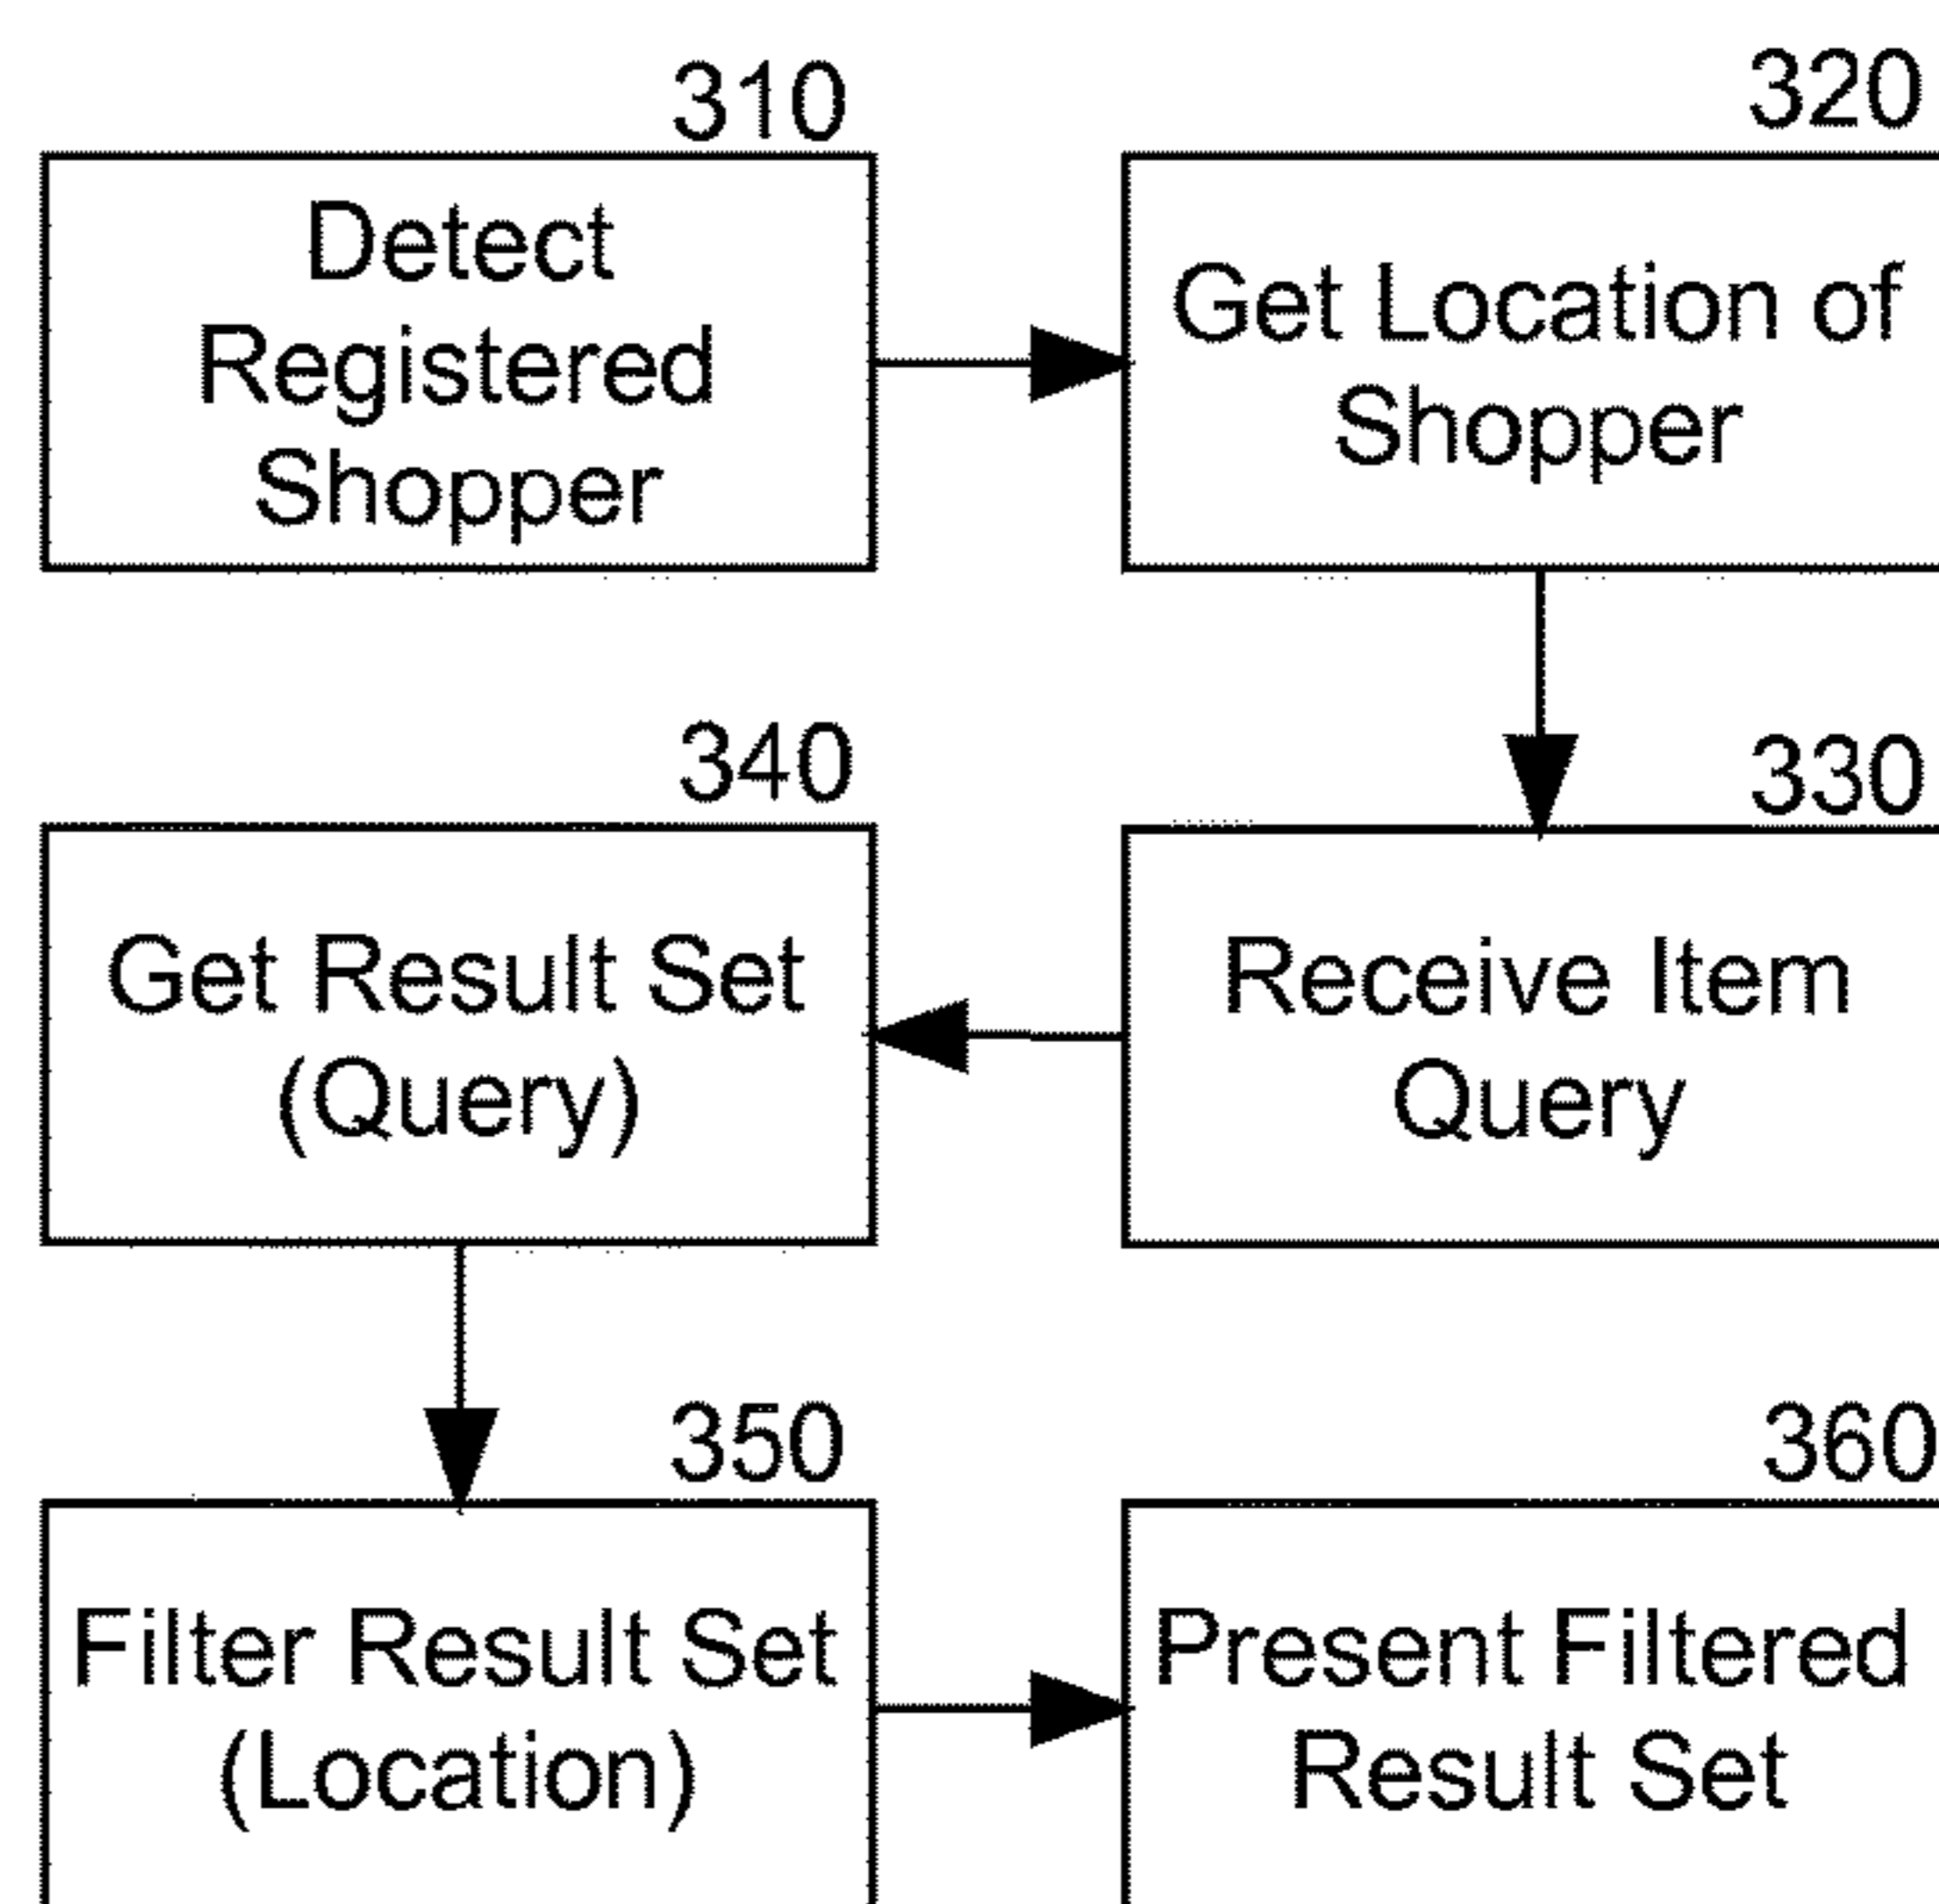 310
Detect
Registered
Shopper
320
Get Location of
Shopper
330
Receive Item
Query
340
Get Result Set
(Query)
350
Filter Result Set
(Location)
360
Present Filtered
Result Set